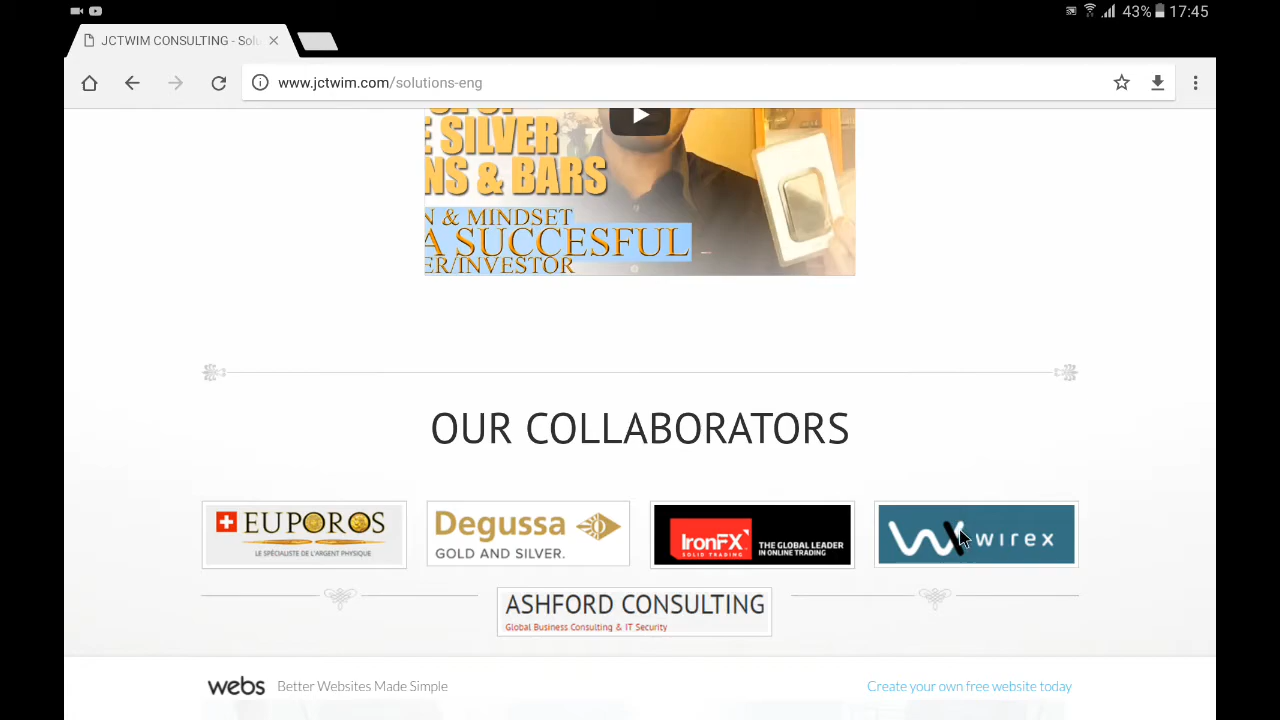 43% 17:45
JCTWIM CONSULTING - Solu
www.jctwim.com/solutions-eng
E SILVER
NS & BARS
N & MINDSET
A SUCCESFUL
ER/INVESTOR
OUR COLLABORATORS
EUPOROS
LE SPÉCIALISTE DE L'ARGENT PHYSIQUE
Degussa
GOLD AND SILVER.
IronFX
SOLID TRADING
THE GLOBAL LEADER
IN ONLINE TRADING
wirex
ASHFORD CONSULTING
Global Business Consulting & IT Security
webs Better Websites Made Simple
Create your own free website today